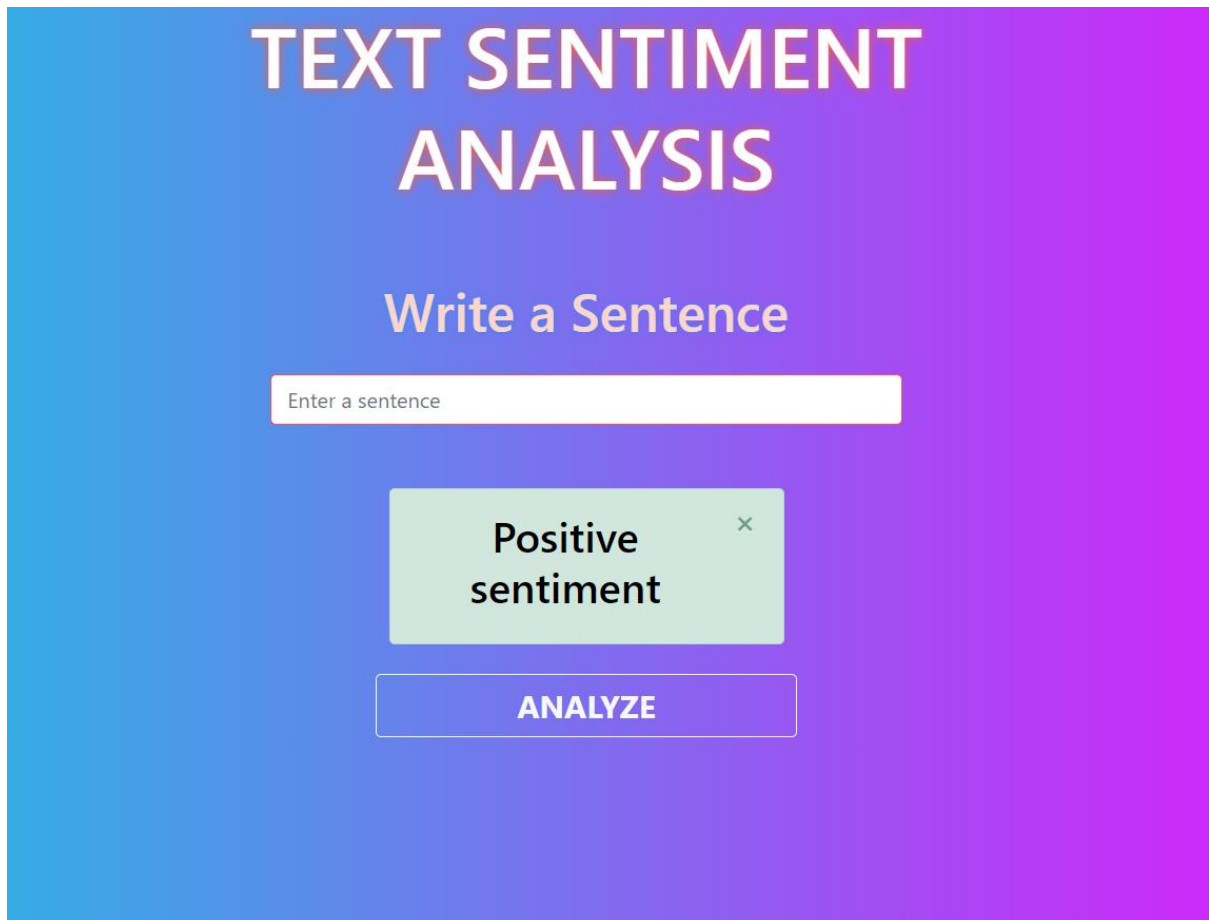 TEXT SENTIMENT
ANALYSIS
Write a Sentence
Enter a sentence
Positive
sentiment
×
ANALYZE